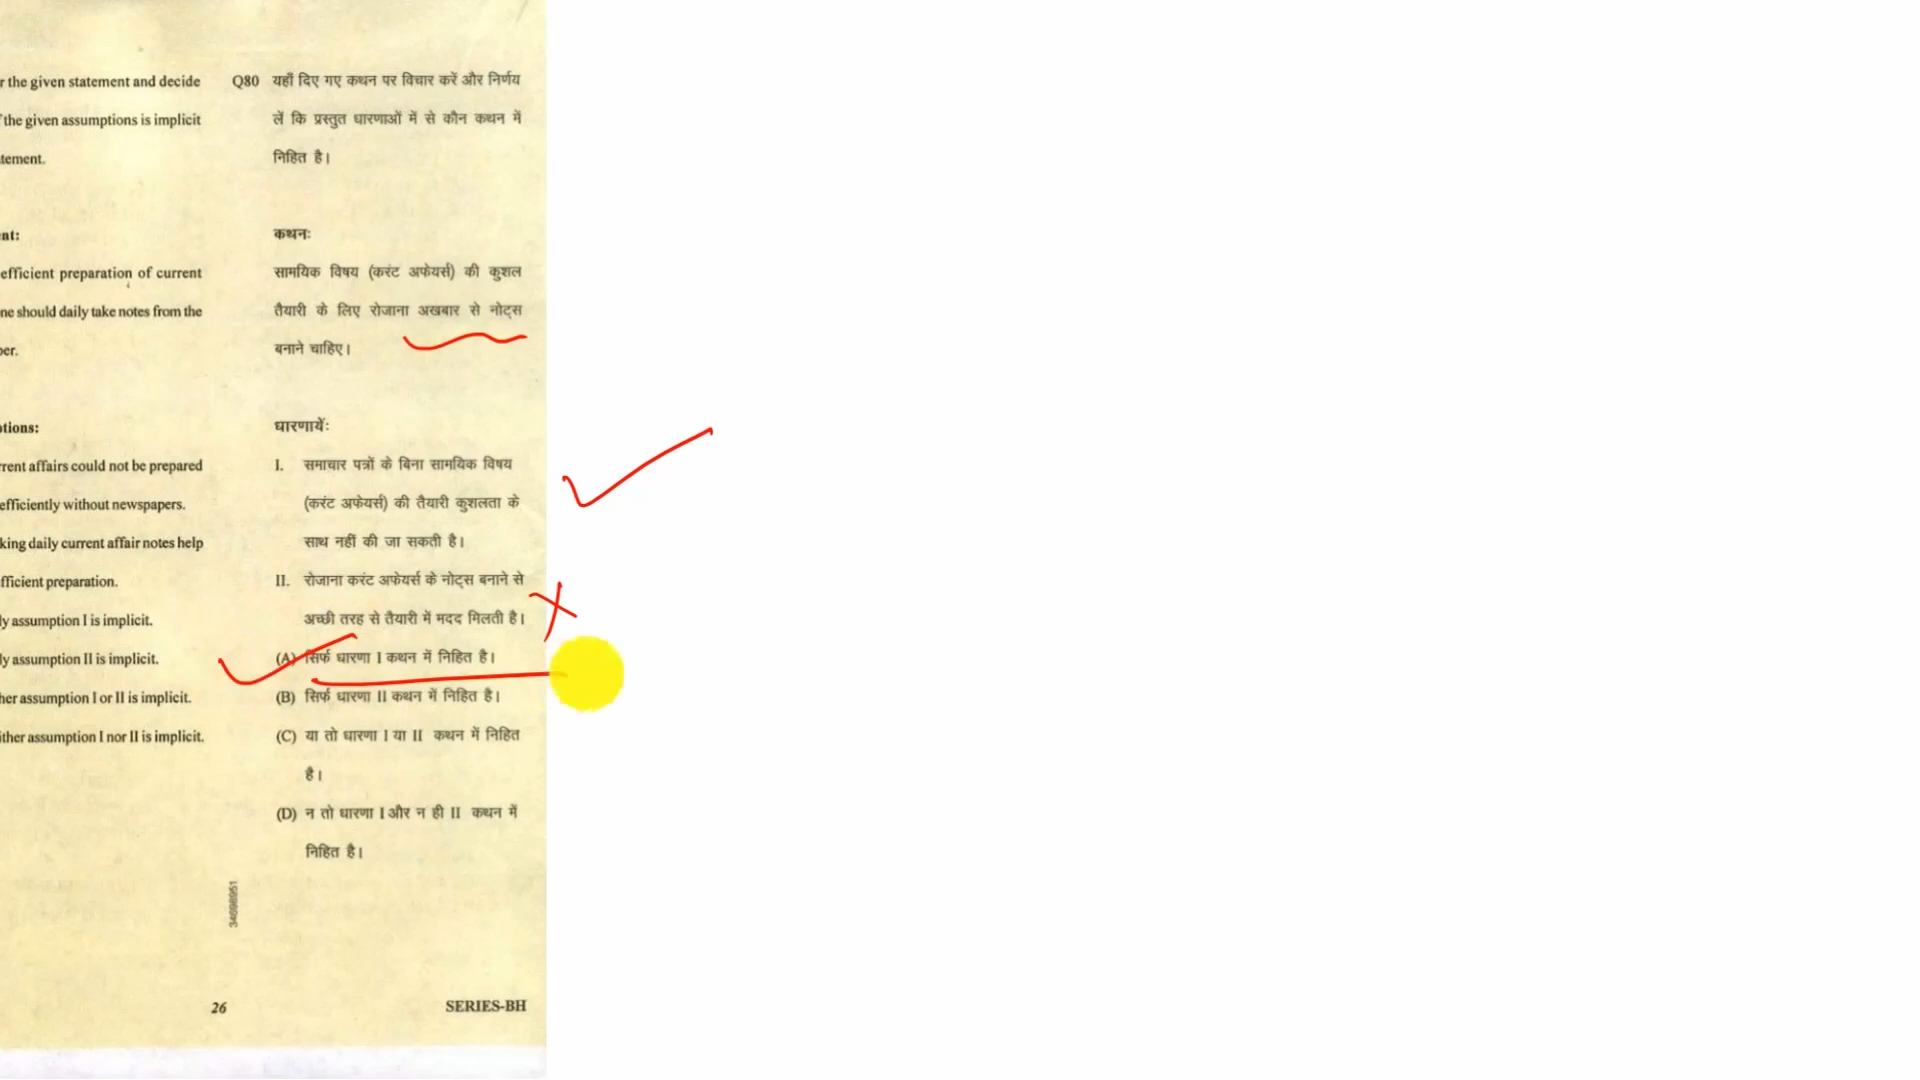 r the given statement and decide
f the given assumptions is implicit
tement.
nt:
efficient preparation of current
ne should daily take notes from the
per.
tions:
rrent affairs could not be prepared
efficiently without newspapers.
king daily current affair notes help
fficient preparation.
ly assumption I is implicit.
ly assumption II is implicit.
her assumption I or II is implicit.
ither assumption I nor II is implicit.
Q80 यहाँ दिए गए कथन पर विचार करें और निर्णय
लें कि प्रस्तुत धारणाओं में से कौन कथन में
निहित है।
कथनः
सामयिक विषय (करंट अफेयर्स) की कुशल
तैयारी के लिए रोजाना अखबार से नोट्स
बनाने चाहिए।
धारणायेंः
I. समाचार पत्रों के बिना सामयिक विषय
(करंट अफेयर्स) की तैयारी कुशलता के
साथ नहीं की जा सकती है।
II. रोजाना करंट अफेयर्स के नोट्स बनाने से
अच्छी तरह से तैयारी में मदद मिलती है।
(A) सिर्फ धारणा I कथन में निहित है।
(B) सिर्फ धारणा II कथन में निहित है।
(C) या तो धारणा I या II कथन में निहित
है।
(D) न तो धारणा I और न ही II कथन में
निहित है।
34698951
26
SERIES-BH